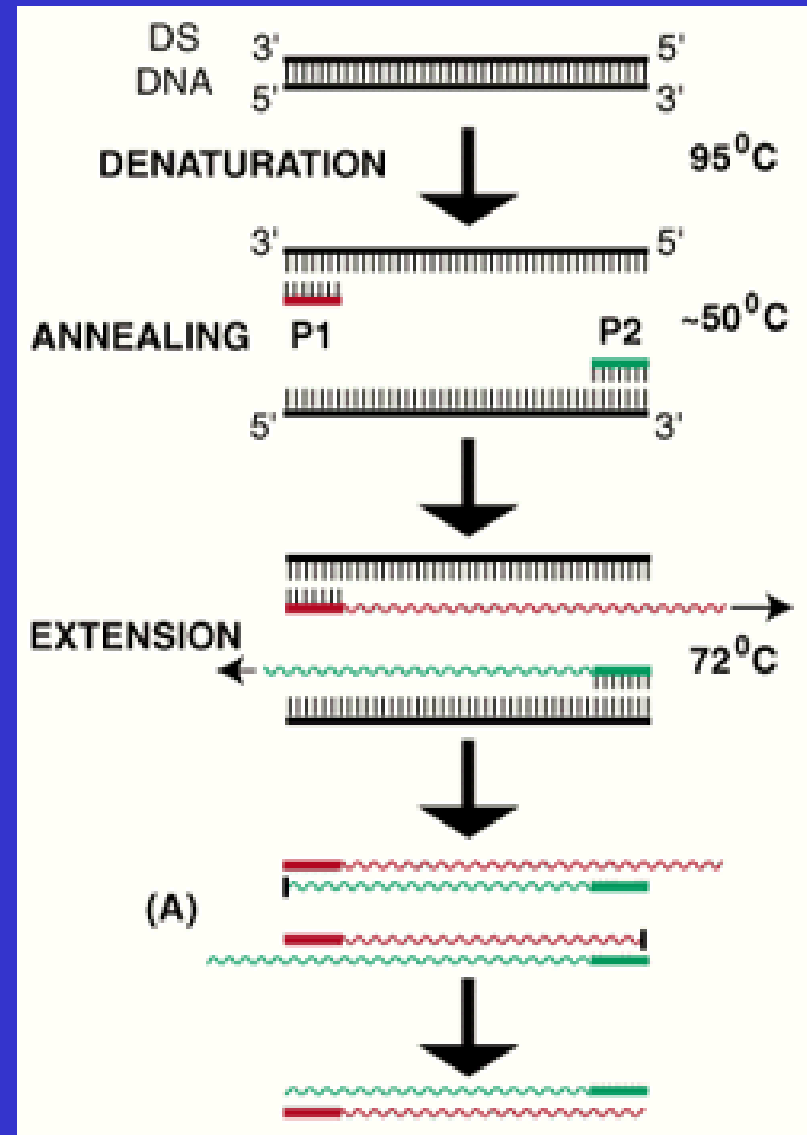 DS 3' 5'
DNA 5' 3'
DENATURATION 95⁰C
3' 5'
ANNEALING P1 P2 ~50⁰C
5' 3'
EXTENSION 72⁰C
(A)